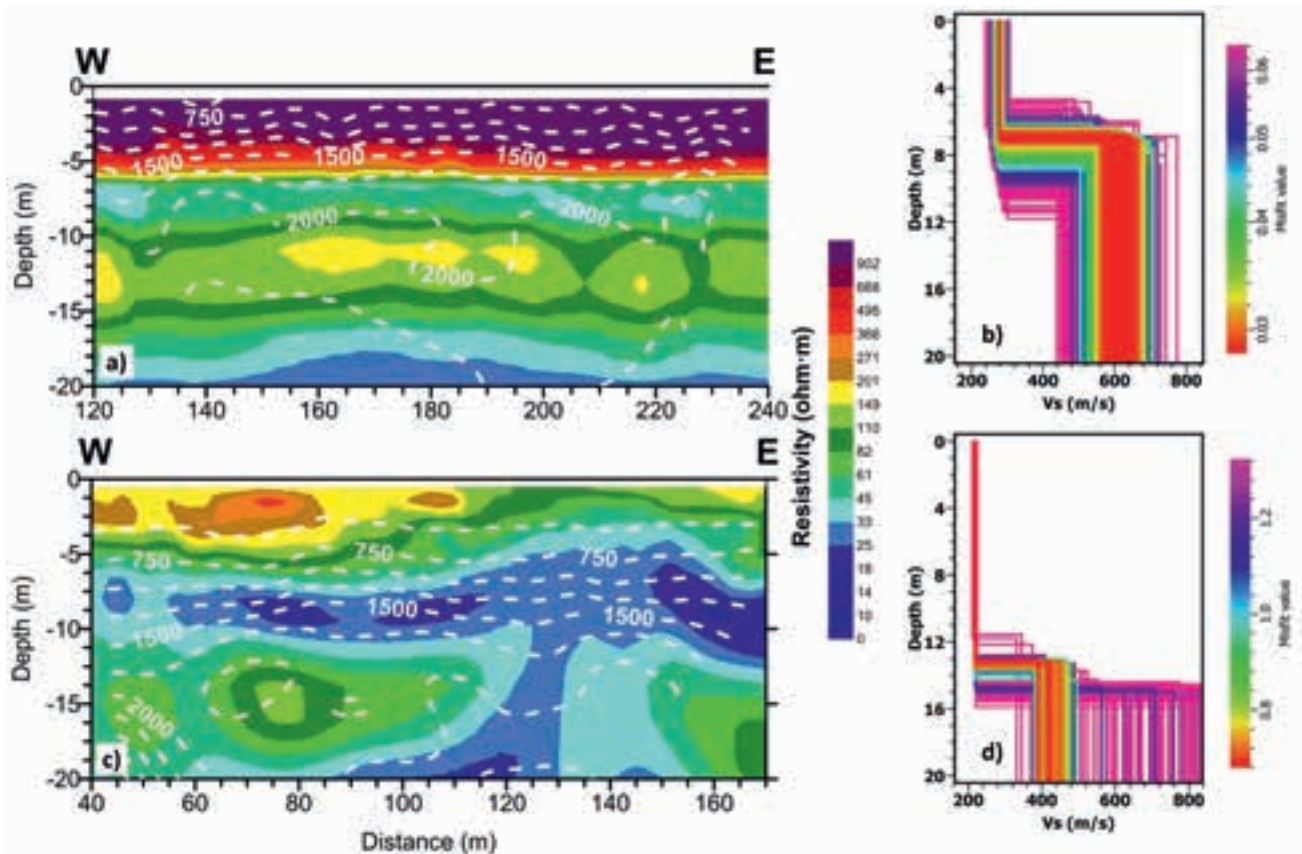 W E
0
-5
-10
-15
-20
Depth (m)
750
1500 1500 1500
2000 2000
2000
a)
120 140 160 180 200 220 240
W E
0
-5
-10
-15
-20
Depth (m)
750 750
1500 1500
1500
2000
c)
40 60 80 100 120 140 160
Distance (m)
Resistivity (ohm·m)
902
668
495
366
271
201
149
110
82
61
45
33
25
18
14
10
0
0
4
8
12
16
20
Depth (m)
b)
200 400 600 800
Vs (m/s)
0.06
0.05
0.04
0.03
Misfit value
0
4
8
12
16
20
Depth (m)
d)
200 400 600 800
Vs (m/s)
1.2
1.0
0.8
Misfit value